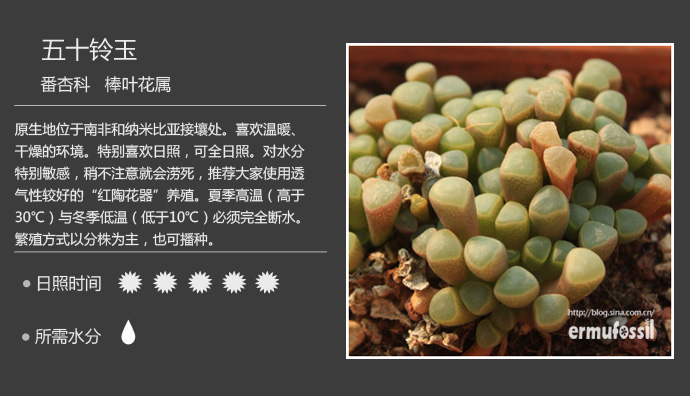 五十铃玉
番杏科 棒叶花属
原生地位于南非和纳米比亚接壤处。喜欢温暖、
干燥的环境。特别喜欢日照，可全日照。对水分
特别敏感，稍不注意就会涝死，推荐大家使用透
气性较好的“红陶花器”养殖。夏季高温（高于
30℃）与冬季低温（低于10℃）必须完全断水。
繁殖方式以分株为主，也可播种。
日照时间
所需水分
http://blog.sina.com.cn/
ermufossil